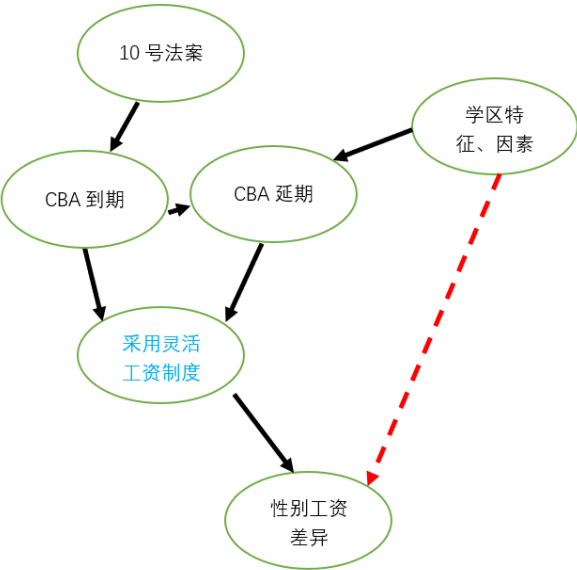 10 号法案
学区特
征、因素
CBA 到期
CBA 延期
采用灵活
工资制度
性别工资
差异